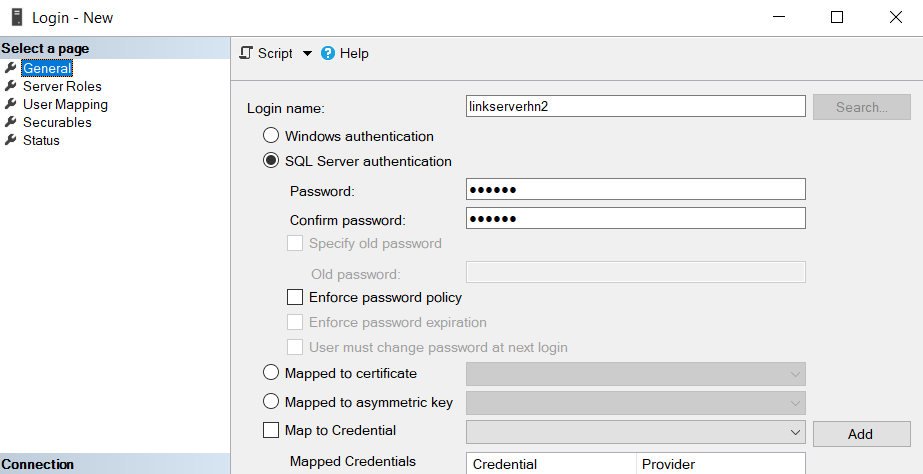 Login - New
Select a page
General
Server Roles
User Mapping
Securables
Status
Connection
Script
Help
Login name:
linkserverhn2
Search...
Windows authentication
SQL Server authentication
Password:
●●●●●●
Confirm password:
●●●●●●
Specify old password
Old password:
Enforce password policy
Enforce password expiration
User must change password at next login
Mapped to certificate
Mapped to asymmetric key
Map to Credential
Add
Mapped Credentials
Credential Provider